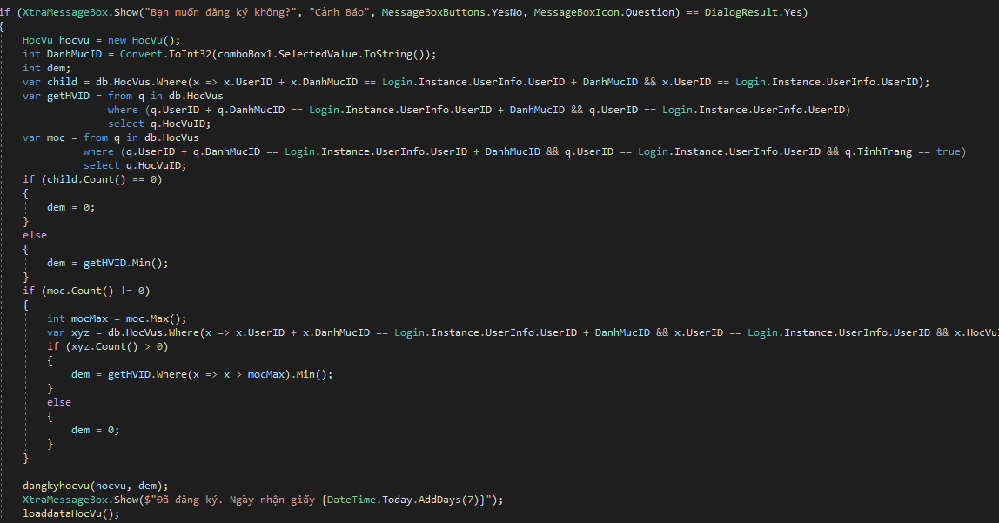 if (XtraMessageBox.Show("Bạn muốn đăng ký không?", "Cảnh Báo", MessageBoxButtons.YesNo, MessageBoxIcon.Question) == DialogResult.Yes)
{
HocVu hocvu = new HocVu();
int DanhMucID = Convert.ToInt32(comboBox1.SelectedValue.ToString());
int dem;
var child = db.HocVus.Where(x => x.UserID + x.DanhMucID == Login.Instance.UserInfo.UserID + DanhMucID && x.UserID == Login.Instance.UserInfo.UserID);
var getHVID = from q in db.HocVus
where (q.UserID + q.DanhMucID == Login.Instance.UserInfo.UserID + DanhMucID && q.UserID == Login.Instance.UserInfo.UserID)
select q.HocVuID;
var moc = from q in db.HocVus
where (q.UserID + q.DanhMucID == Login.Instance.UserInfo.UserID + DanhMucID && q.UserID == Login.Instance.UserInfo.UserID && q.TinhTrang == true)
select q.HocVuID;
if (child.Count() == 0)
{
dem = 0;
}
else
{
dem = getHVID.Min();
}
if (moc.Count() != 0)
{
int mocMax = moc.Max();
var xyz = db.HocVus.Where(x => x.UserID + x.DanhMucID == Login.Instance.UserInfo.UserID + DanhMucID && x.UserID == Login.Instance.UserInfo.UserID && x.HocVu
if (xyz.Count() > 0)
{
dem = getHVID.Where(x => x > mocMax).Min();
}
else
{
dem = 0;
}
}
dangkyhocvu(hocvu, dem);
XtraMessageBox.Show($"Đã đăng ký. Ngày nhận giấy {DateTime.Today.AddDays(7)}");
loaddataHocVu();